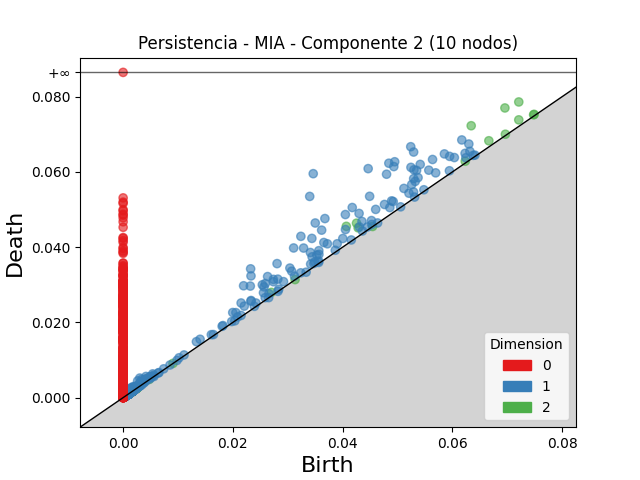 Persistencia - MIA - Componente 2 (10 nodos)
+∞
0.080
0.060
0.040
0.020
0.000
Death
Dimension
0
1
2
0.00 0.02 0.04 0.06 0.08
Birth